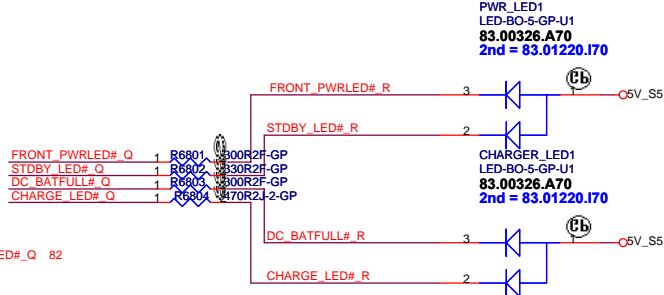 PWR_LED1
LED-BO-5-GP-U1
83.00326.A70
2nd = 83.01220.I70
FRONT_PWRLED#_R 3 1 5V_S5
STDBY_LED#_R 2
FRONT_PWRLED#_Q 1 R6801 300R2F-GP
STDBY_LED#_Q 1 R6802 330R2F-GP
DC_BATFULL#_Q 1 R6803 300R2F-GP
CHARGE_LED#_Q 1 R6804 470R2J-2-GP
CHARGER_LED1
LED-BO-5-GP-U1
83.00326.A70
2nd = 83.01220.I70
DC_BATFULL#_R 3 1 5V_S5
ED#_Q 82
CHARGE_LED#_R 2